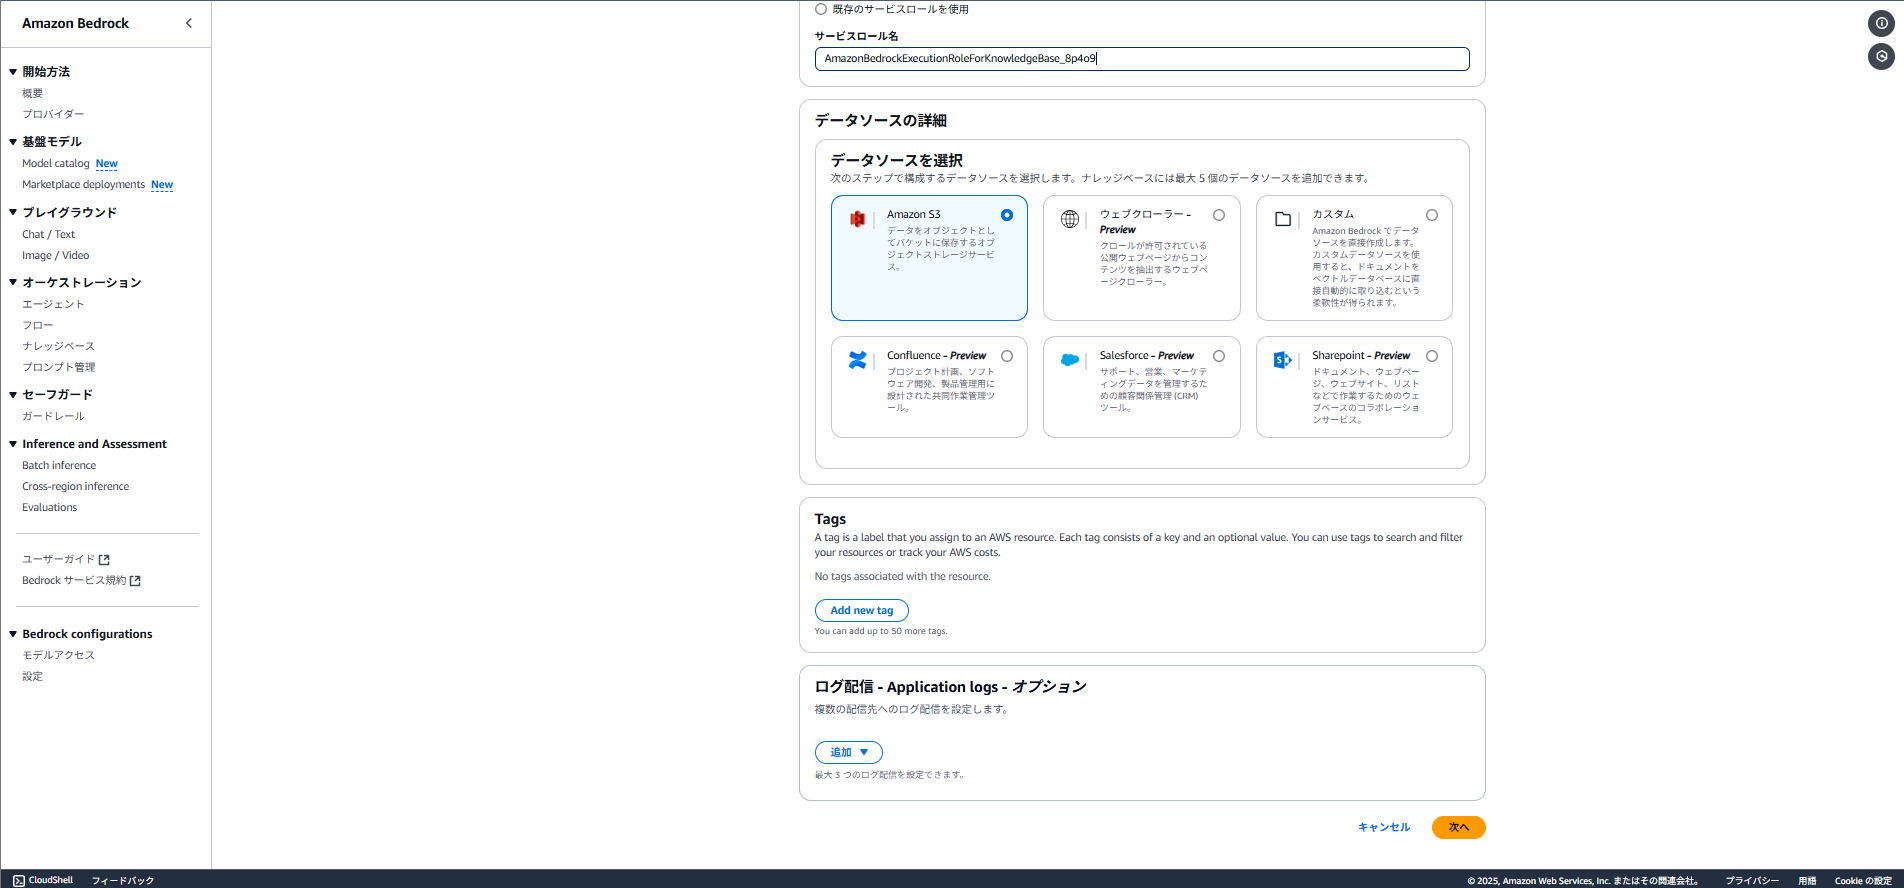 Amazon Bedrock
開始方法
概要
プロバイダー
基盤モデル
Model catalog New
Marketplace deployments New
プレイグラウンド
Chat / Text
Image / Video
オーケストレーション
エージェント
フロー
ナレッジベース
プロンプト管理
セーフガード
ガードレール
Inference and Assessment
Batch inference
Cross-region inference
Evaluations
ユーザーガイド
Bedrock サービス規約
Bedrock configurations
モデルアクセス
設定
既存のサービスロールを使用
サービスロール名
AmazonBedrockExecutionRoleForKnowledgeBase_8p4o9
データソースの詳細
データソースを選択
次のステップで構成するデータソースを選択します。ナレッジベースには最大 5 個のデータソースを追加できます。
Amazon S3
データをオブジェクトとし
てバケットに保存するオブ
ジェクトストレージサービ
ス。
ウェブクローラー -
Preview
クロールが許可されている
公開ウェブページからコン
テンツを抽出するウェブペ
ージクローラー。
カスタム
Amazon Bedrock でデータ
ソースを直接作成します。
カスタムデータソースを使
用すると、ドキュメントを
ベクトルデータベースに直
接自動的に取り込むという
柔軟性が得られます。
Confluence - Preview
プロジェクト計画、ソフト
ウェア開発、製品管理用に
設計された共同作業管理ツ
ール。
Salesforce - Preview
サポート、営業、マーケテ
ィングデータを管理するた
めの顧客関係管理 (CRM)
ツール。
Sharepoint - Preview
ドキュメント、ウェブペー
ジ、ウェブサイト、リスト
などで作業するためのウェ
ブベースのコラボレーショ
ンサービス。
Tags
A tag is a label that you assign to an AWS resource. Each tag consists of a key and an optional value. You can use tags to search and filter
your resources or track your AWS costs.
No tags associated with the resource.
Add new tag
You can add up to 50 more tags.
ログ配信 - Application logs - オプション
複数の配信先へのログ配信を設定します。
追加
最大 3 つのログ配信を設定できます。
キャンセル
次へ
CloudShell フィードバック
© 2025, Amazon Web Services, Inc. またはその関連会社。 プライバシー 用語 Cookie の設定